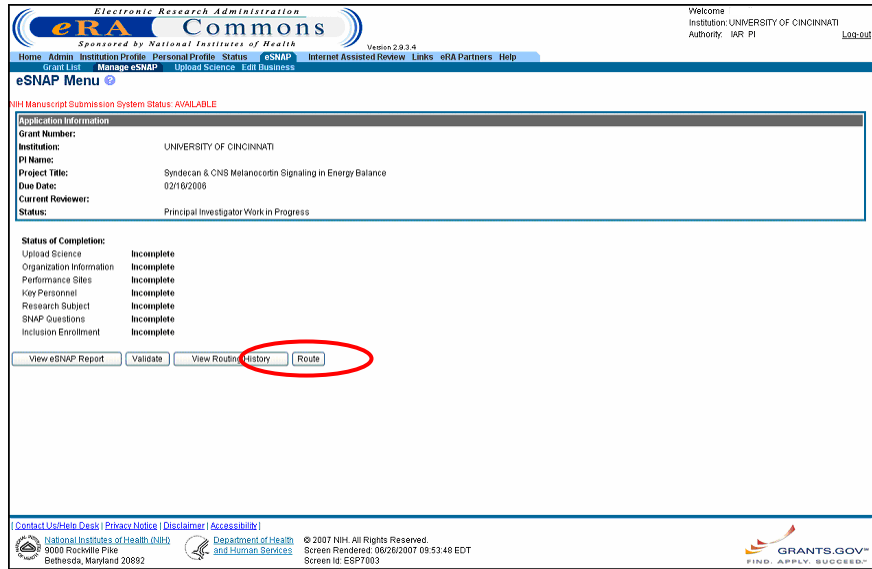 Electronic Research Administration
eRA Commons
Sponsored by National Institutes of Health
Version 2.9.3.4
Welcome
Institution: UNIVERSITY OF CINCINNATI
Authority: IAR PI Log-out
Home Admin Institution Profile Personal Profile Status eSNAP Internet Assisted Review Links eRA Partners Help
Grant List Manage eSNAP Upload Science Edit Business
eSNAP Menu ?
NIH Manuscript Submission System Status: AVAILABLE
Application Information
Grant Number:
Institution: UNIVERSITY OF CINCINNATI
PI Name:
Project Title: Syndecan & CNS Melanocortin Signaling in Energy Balance
Due Date: 02/16/2006
Current Reviewer:
Status: Principal Investigator Work in Progress
Status of Completion:
Upload Science Incomplete
Organization Information Incomplete
Performance Sites Incomplete
Key Personnel Incomplete
Research Subject Incomplete
SNAP Questions Incomplete
Inclusion Enrollment Incomplete
View eSNAP Report Validate View Routing History Route
[ Contact Us/Help Desk | Privacy Notice | Disclaimer | Accessibility ]
National Institutes of Health (NIH)
9000 Rockville Pike
Bethesda, Maryland 20892
Department of Health
and Human Services
© 2007 NIH. All Rights Reserved.
Screen Rendered: 06/26/2007 09:53:48 EDT
Screen Id: ESP7003
GRANTS.GOV℠
FIND. APPLY. SUCCEED.℠